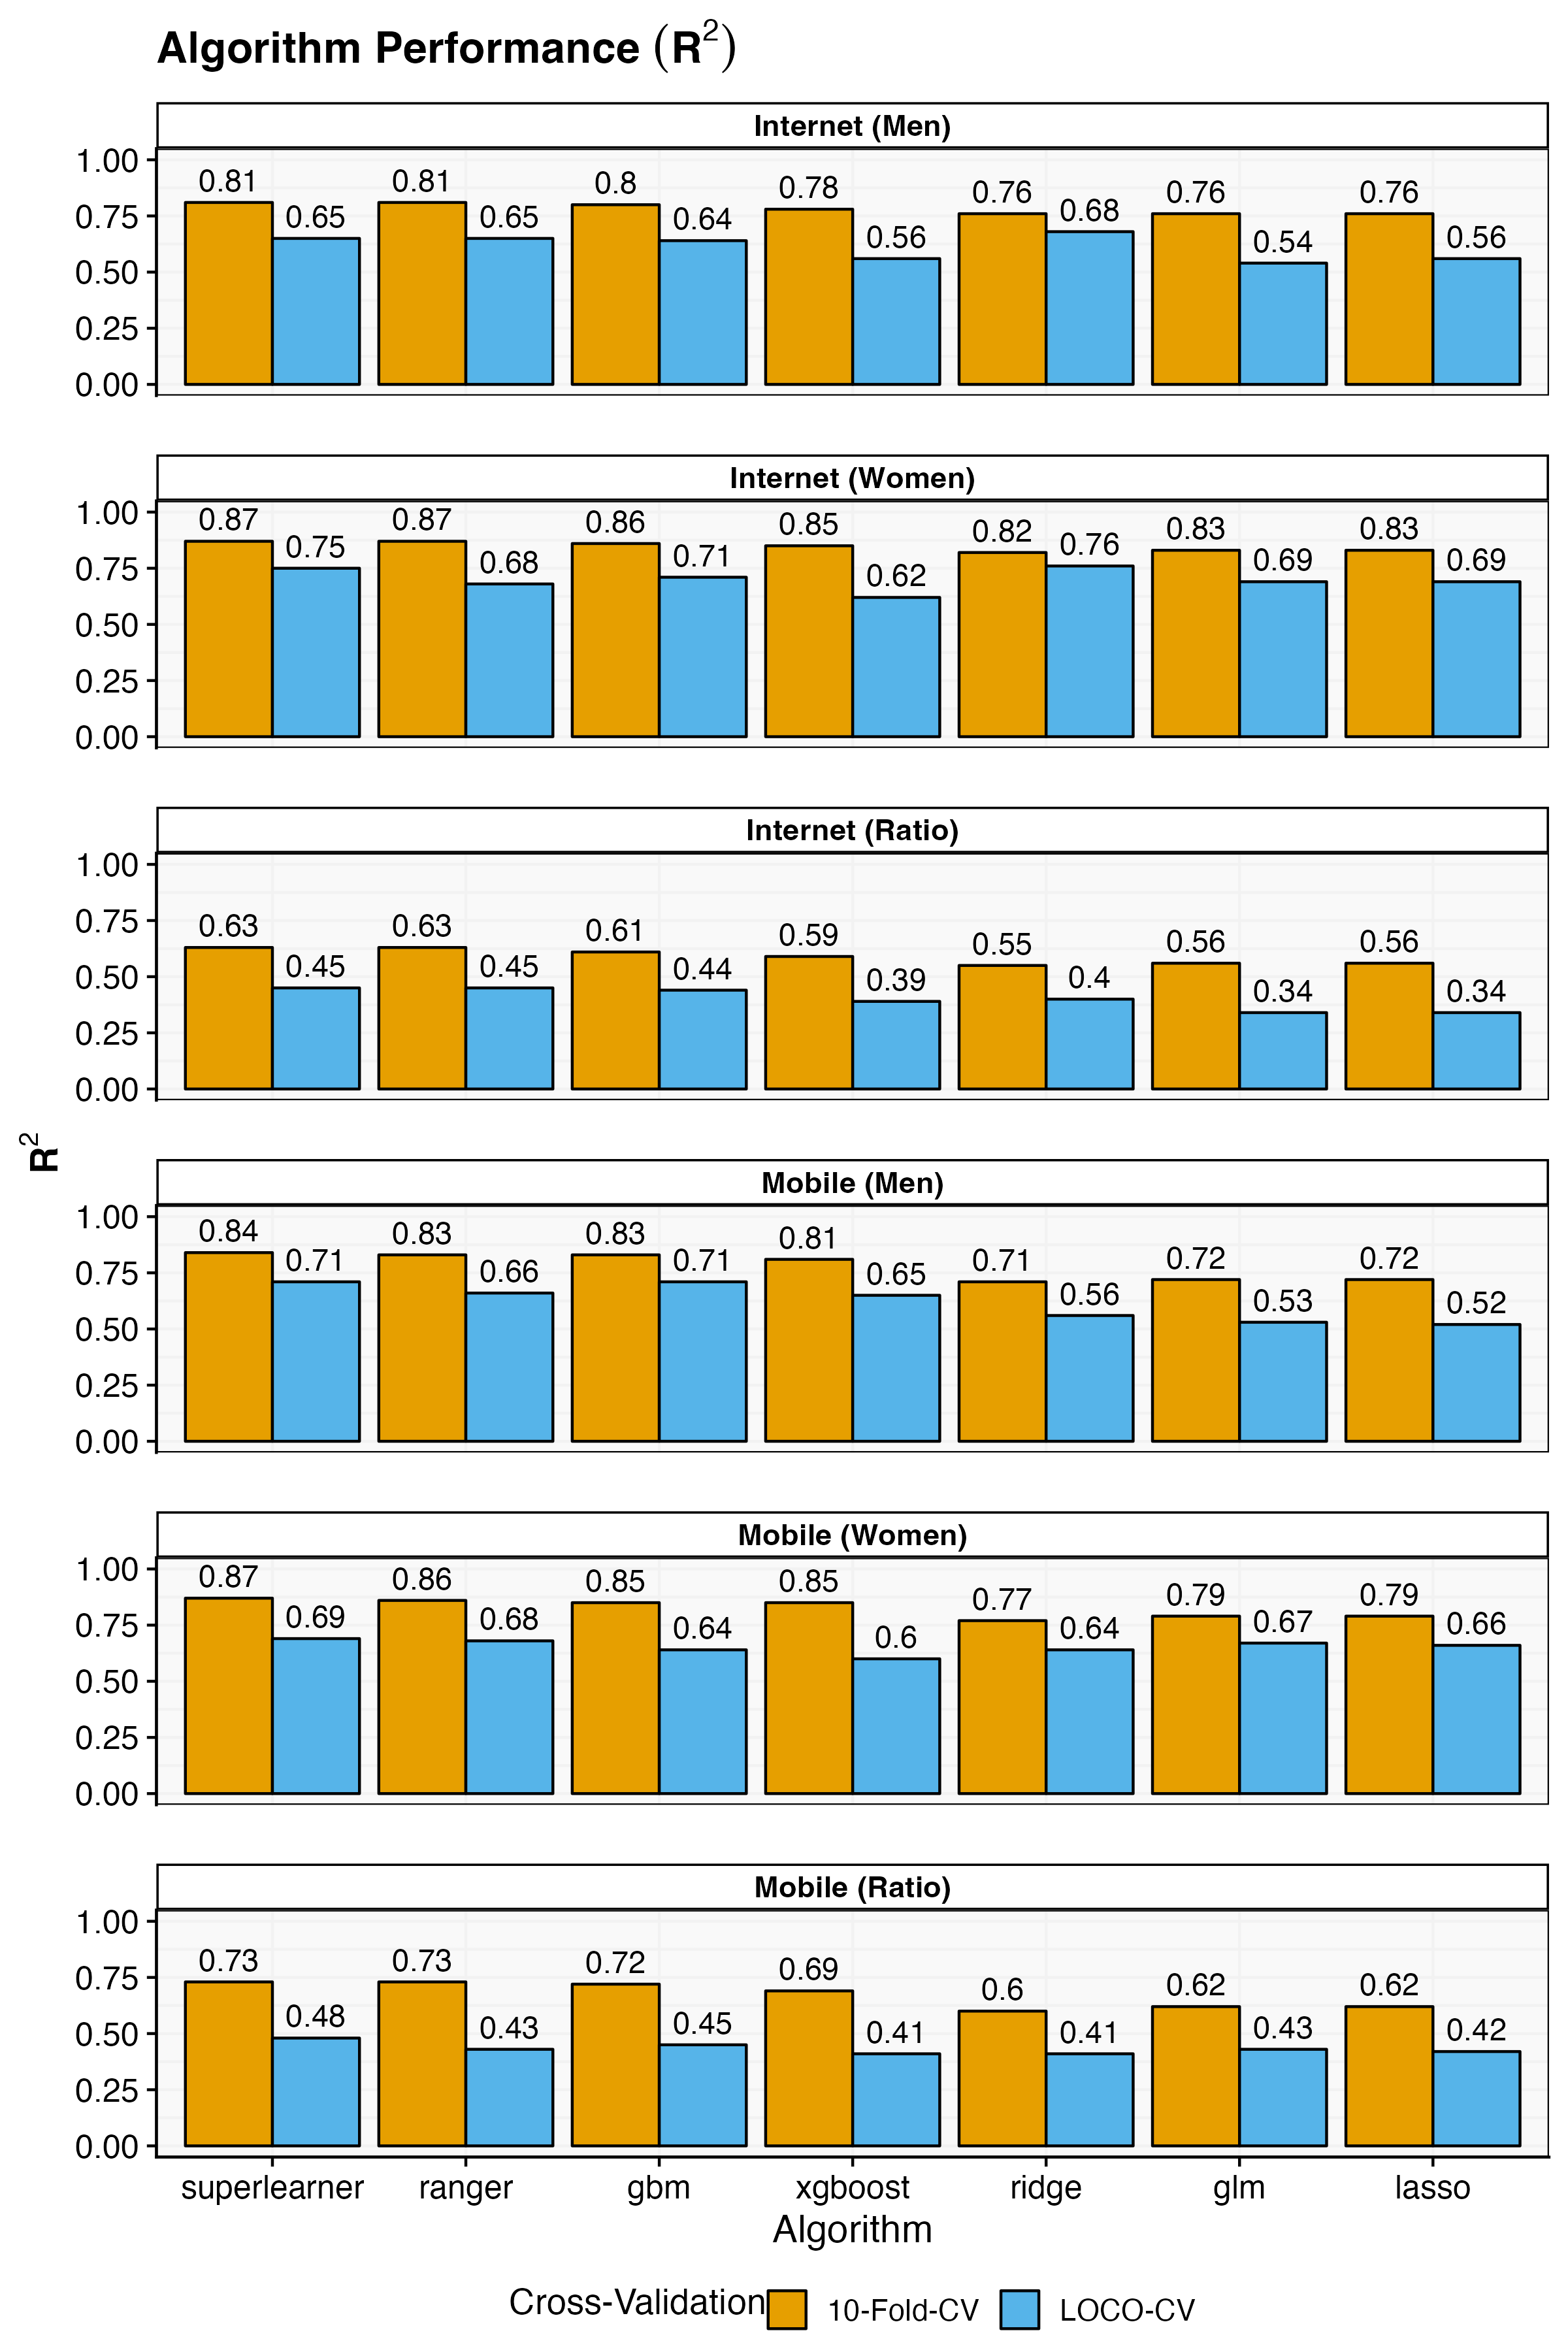 Algorithm Performance (R²)
Internet (Men)
1.00
0.75
0.50
0.25
0.00
0.81 0.65 0.81 0.65 0.8 0.64 0.78 0.56 0.76 0.68 0.76 0.54 0.76 0.56
Internet (Women)
1.00
0.75
0.50
0.25
0.00
0.87 0.75 0.87 0.68 0.86 0.71 0.85 0.62 0.82 0.76 0.83 0.69 0.83 0.69
Internet (Ratio)
1.00
0.75
0.50
0.25
0.00
0.63 0.45 0.63 0.45 0.61 0.44 0.59 0.39 0.55 0.4 0.56 0.34 0.56 0.34
R²
Mobile (Men)
1.00
0.75
0.50
0.25
0.00
0.84 0.71 0.83 0.66 0.83 0.71 0.81 0.65 0.71 0.56 0.72 0.53 0.72 0.52
Mobile (Women)
1.00
0.75
0.50
0.25
0.00
0.87 0.69 0.86 0.68 0.85 0.64 0.85 0.6 0.77 0.64 0.79 0.67 0.79 0.66
Mobile (Ratio)
1.00
0.75
0.50
0.25
0.00
0.73 0.48 0.73 0.43 0.72 0.45 0.69 0.41 0.6 0.41 0.62 0.43 0.62 0.42
superlearner ranger gbm xgboost ridge glm lasso
Algorithm
Cross-Validation 10-Fold-CV LOCO-CV